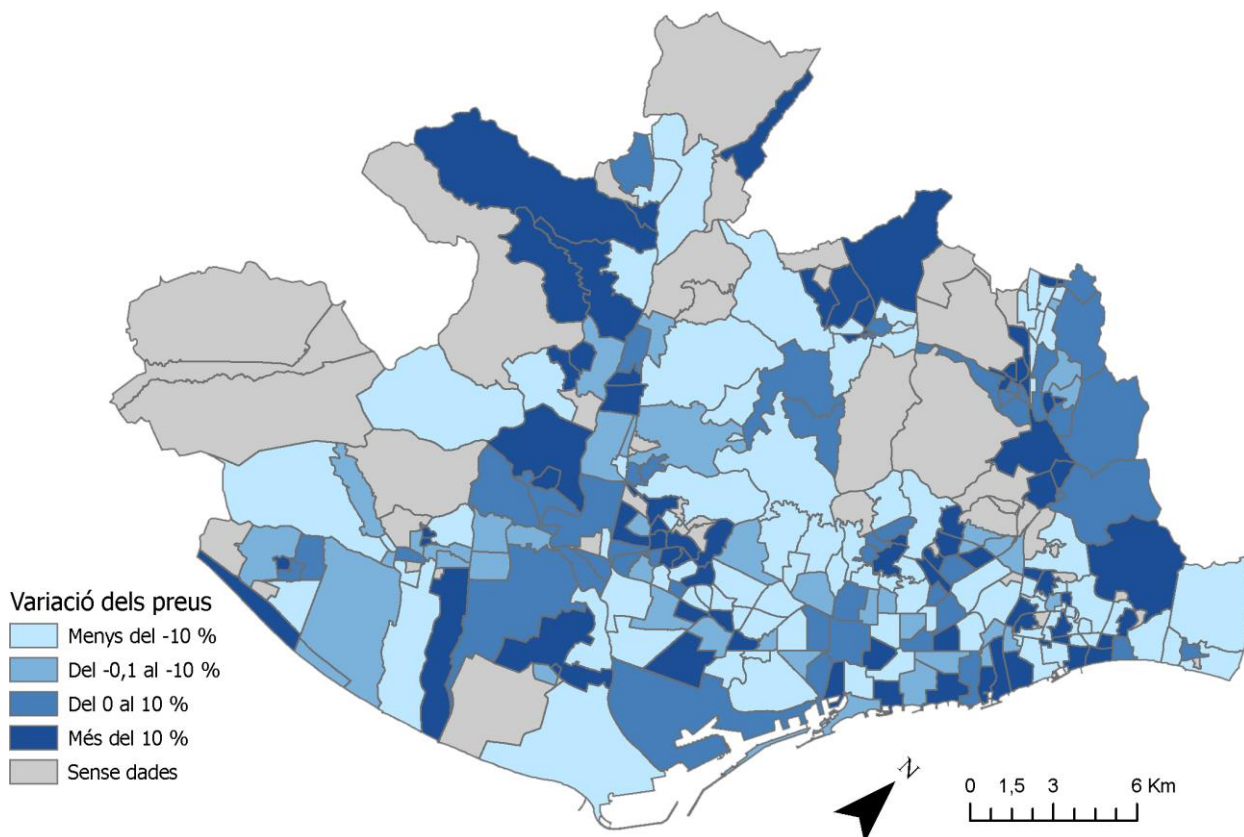 Variació dels preus
Menys del -10 %
Del -0,1 al -10 %
Del 0 al 10 %
Més del 10 %
Sense dades
N
0 1,5 3 6 Km